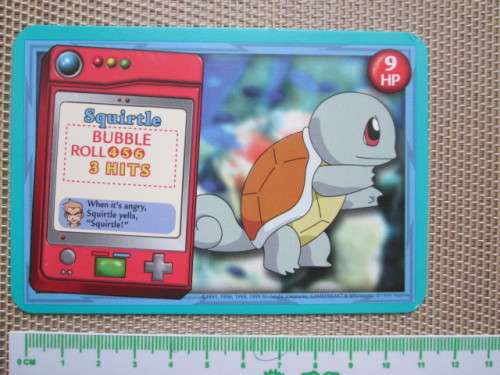 9
HP
Squirtle
BUBBLE
ROLL 4 5 6
3 HITS
When it's angry,
Squirtle yells,
"Squirtle!"
0 CM 1 2 3 4 5 6 7 8 9 10 11 12 13